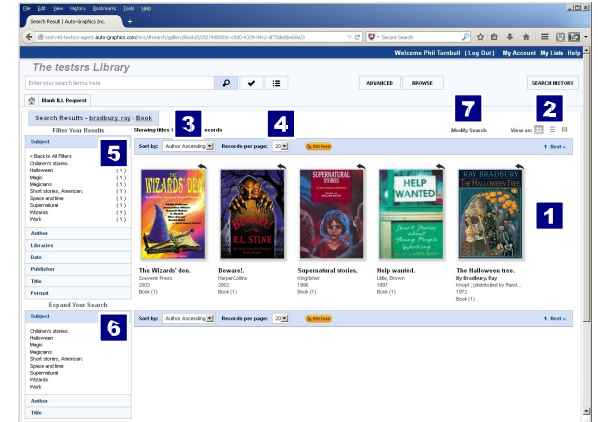 File Edit View History Bookmarks Tools Help
Search Result | Auto-Graphics Inc. +
Secure Search
Welcome Phil Turnbull ( Log Out ) My Account My Lists Help
The testsrs Library
Enter your search terms here
ADVANCED BROWSE SEARCH HISTORY
Blank ILL Request
Search Results - bradbury, ray Book
3 4 7 2
Filter Your Results Showing titles 1 records Modify Search View as:
Subject Sort by: Author Ascending Records per page: 20 RSS Feed 1 Next »
5
< Back to All Filters
Children's stories.
Halloween (1)
Magic (1)
Magicians (1)
Short stories, American. (1)
Space and time (1)
Supernatural (1)
Wizards (1)
Work (1)
Author
Libraries
Date
Publisher
Title
Format
THE WIZARDS DEN
BEWARE!
R.L. STINE
SUPERNATURAL STORIES
HELP WANTED
Short Stories about Young People Working
RAY BRADBURY
THE HALLOWEEN TREE
1
The Wizards' den.
Souvenir Press
2003
Book (1)
Beware!.
HarperCollins
2002
Book (1)
Supernatural stories.
Kingfisher
1996
Book (1)
Help wanted.
Little, Brown
1997
Book (1)
The Halloween tree.
By Bradbury, Ray
Knopf ; [distributed by Rand...
1972
Book (1)
Expand Your Search
Subject Sort by: Author Ascending Records per page: 20 RSS Feed 1 Next »
6
Children's stories.
Halloween
Magic
Magicians
Short stories, American.
Space and time
Supernatural
Wizards
Work
Author
Title